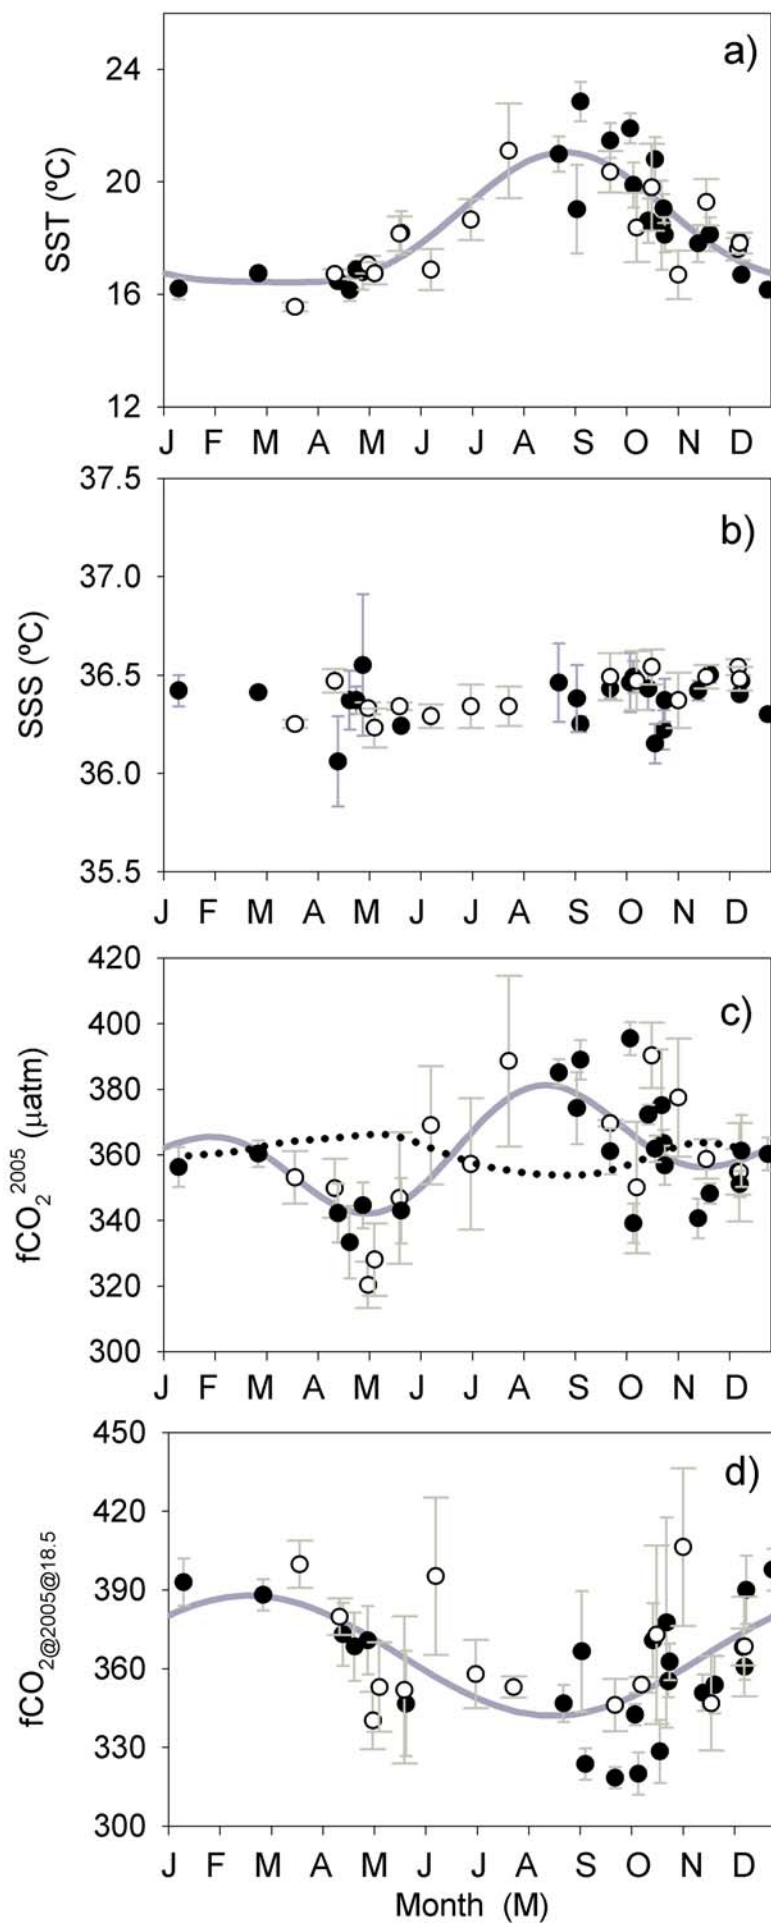 a)
24
20
16
12
SST (ºC)
J F M A M J J A S O N D
b)
37.5
37.0
36.5
36.0
35.5
SSS (ºC)
J F M A M J J A S O N D
c)
420
400
380
360
340
320
300
fCO2 2005 (µatm)
J F M A M J J A S O N D
d)
450
420
390
360
330
300
fCO2@2005@18.5
J F M A M J J A S O N D
Month (M)